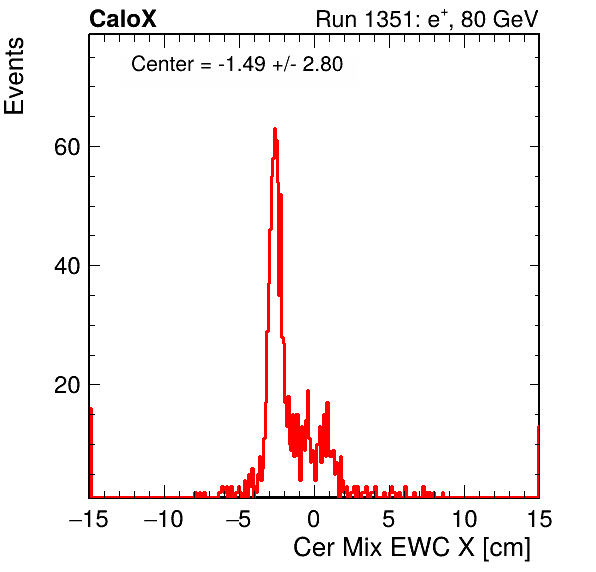 CaloX Run 1351: e⁺, 80 GeV
Events
Center = -1.49 +/- 2.80
60
40
20
−15 −10 −5 0 5 10 15
Cer Mix EWC X [cm]